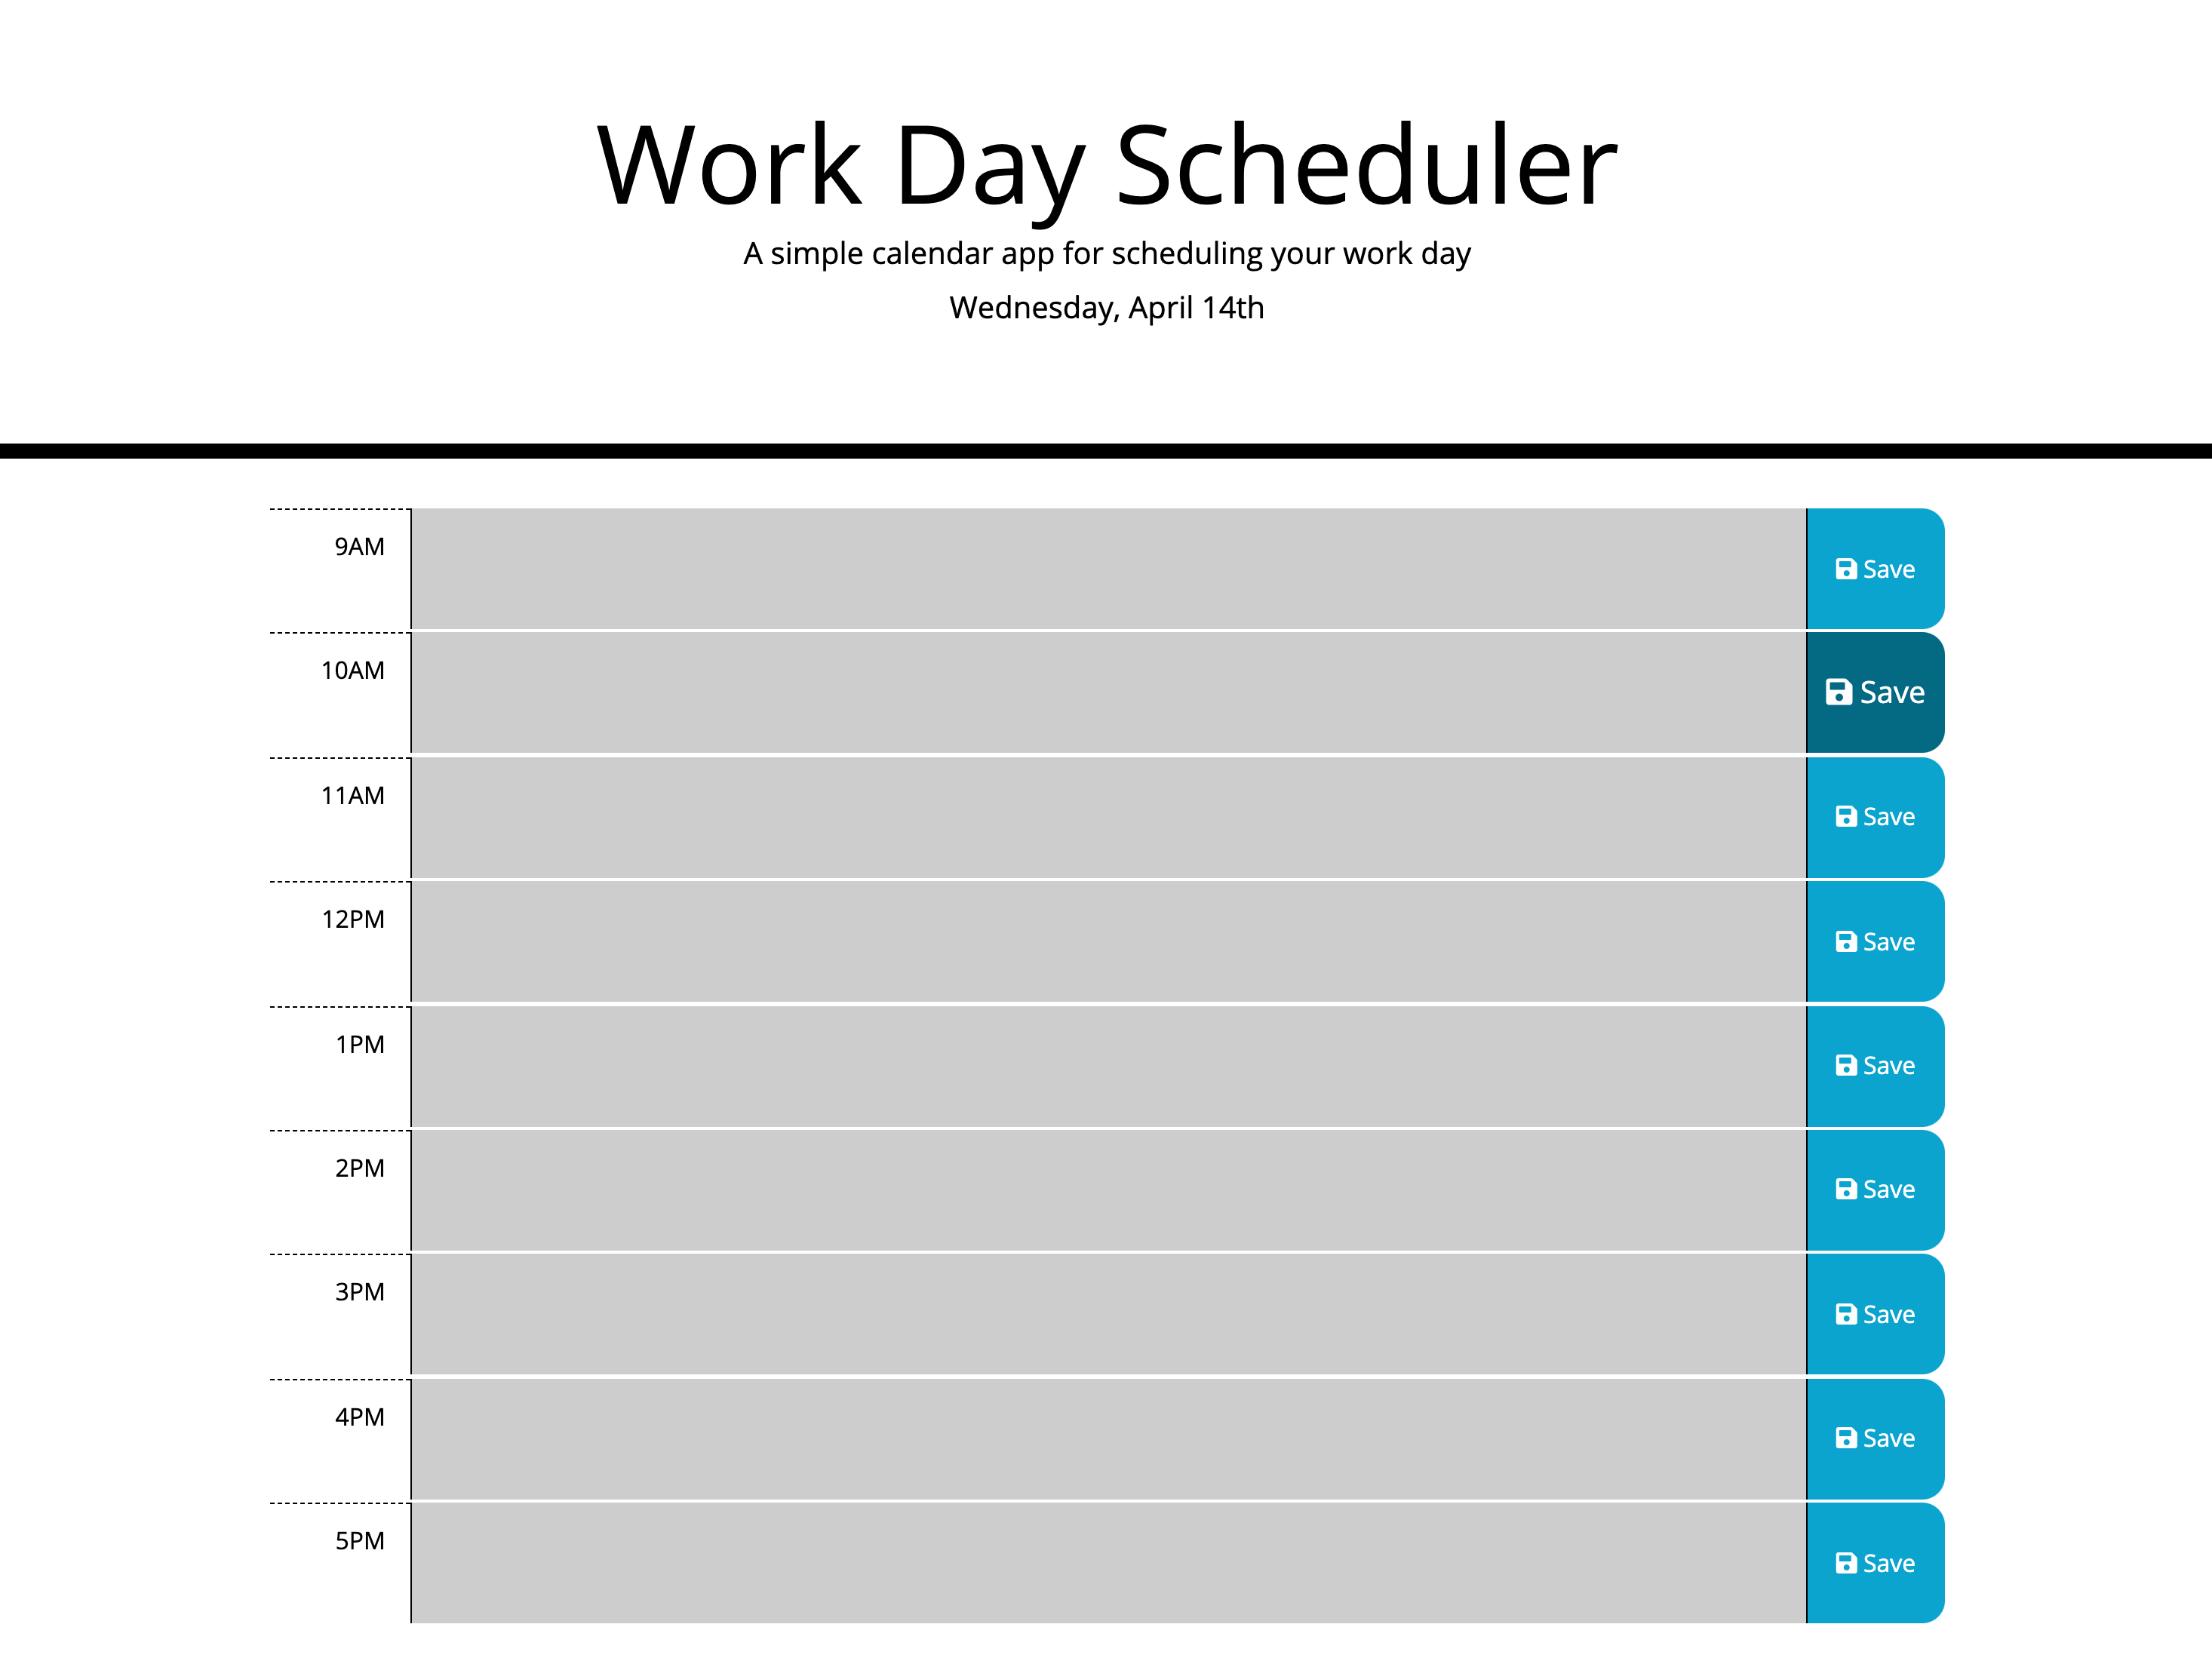 Work Day Scheduler
A simple calendar app for scheduling your work day
Wednesday, April 14th
9AM Save
10AM Save
11AM Save
12PM Save
1PM Save
2PM Save
3PM Save
4PM Save
5PM Save